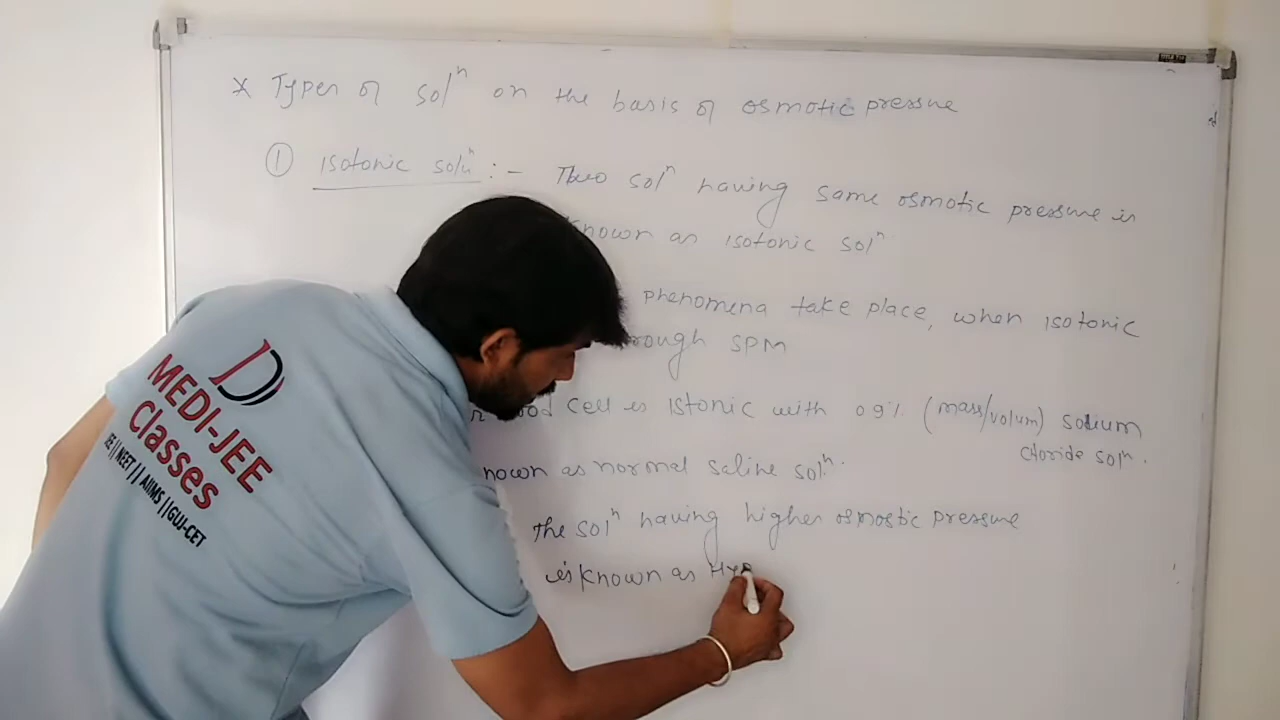 * Types of solⁿ on the basis of osmotic pressure
① Isotonic soluⁿ :- Two solⁿ having same osmotic pressure is
known as isotonic solⁿ
phenomena take place, when isotonic
rough SPM
ood cell is Istonic with 0.9% (mass/volum) sodium
cloride solⁿ.
nown as normal saline solⁿ.
The solⁿ having higher osmostic pressure
is known as Hyp
D
MEDI-JEE
Classes
JEE || NEET || AIIMS || GUJ-CET